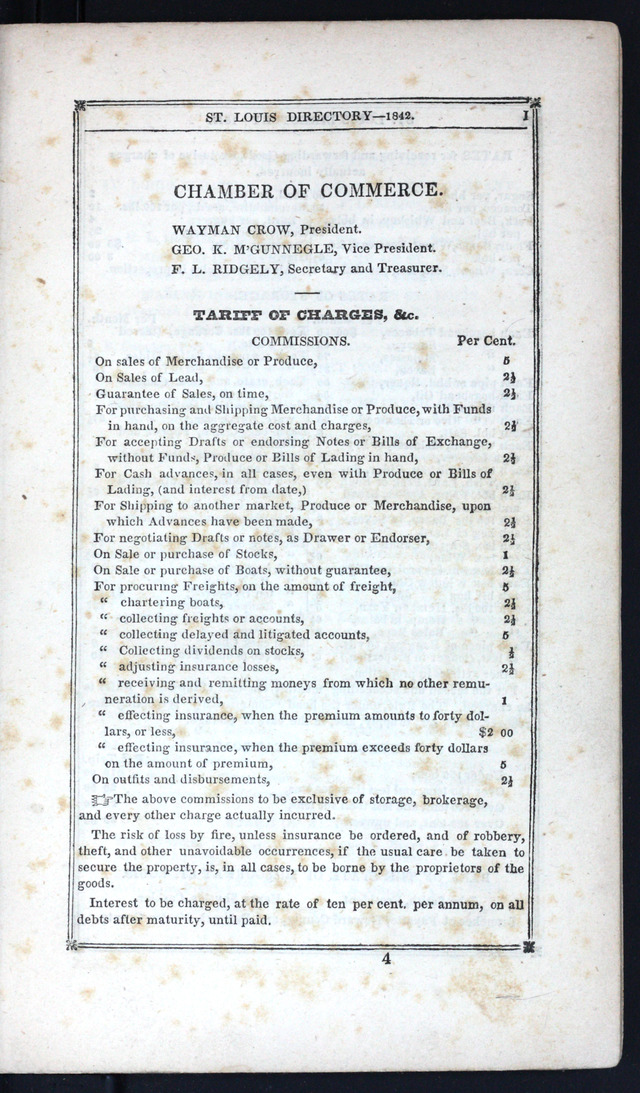 ST. LOUIS DIRECTORY—1842. I
CHAMBER OF COMMERCE.
WAYMAN CROW, President.
GEO. K. M'GUNNEGLE, Vice President.
F. L. RIDGELY, Secretary and Treasurer.
TARIFF OF CHARGES, &c.
COMMISSIONS. Per Cent.
On sales of Merchandise or Produce, 5
On Sales of Lead, 2½
Guarantee of Sales, on time, 2½
For purchasing and Shipping Merchandise or Produce, with Funds
in hand, on the aggregate cost and charges, 2½
For accepting Drafts or endorsing Notes or Bills of Exchange,
without Funds, Produce or Bills of Lading in hand, 2½
For Cash advances, in all cases, even with Produce or Bills of
Lading, (and interest from date,) 2½
For Shipping to another market, Produce or Merchandise, upon
which Advances have been made, 2½
For negotiating Drafts or notes, as Drawer or Endorser, 2½
On Sale or purchase of Stocks, 1
On Sale or purchase of Boats, without guarantee, 2½
For procuring Freights, on the amount of freight, 5
“ chartering boats, 2½
“ collecting freights or accounts, 2½
“ collecting delayed and litigated accounts, 5
“ Collecting dividends on stocks, ½
“ adjusting insurance losses, 2½
“ receiving and remitting moneys from which no other remu-
neration is derived, 1
“ effecting insurance, when the premium amounts to forty dol-
lars, or less, $2 00
“ effecting insurance, when the premium exceeds forty dollars
on the amount of premium, 5
On outfits and disbursements, 2½
☞The above commissions to be exclusive of storage, brokerage,
and every other charge actually incurred.
The risk of loss by fire, unless insurance be ordered, and of robbery,
theft, and other unavoidable occurrences, if the usual care be taken to
secure the property, is, in all cases, to be borne by the proprietors of the
goods.
Interest to be charged, at the rate of ten per cent. per annum, on all
debts after maturity, until paid.
4